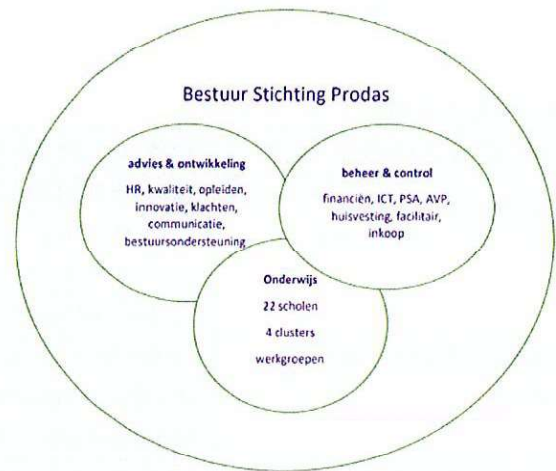 Bestuur Stichting Prodas
advies & ontwikkeling
HR, kwaliteit, opleiden,
innovatie, klachten,
communicatie,
bestuursondersteuning
beheer & control
financiën, ICT, PSA, AVP,
huisvesting, facilitair,
inkoop
Onderwijs
22 scholen
4 clusters
werkgroepen